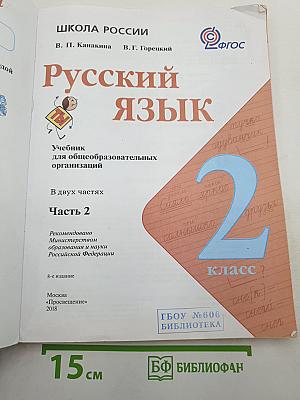 ШКОЛА РОССИИ
В. П. Канакина В. Г. Горецкий
ФГОС
Русский
ЯЗЫК
Учебник
для общеобразовательных
организаций
В двух частях
Часть 2
Рекомендовано
Министерством
образования и науки
Российской Федерации
8-е издание
Москва
«Просвещение»
2018
2
класс
ГБОУ №606
БИБЛИОТЕКА
15 см
БФ БИБЛИОФАН